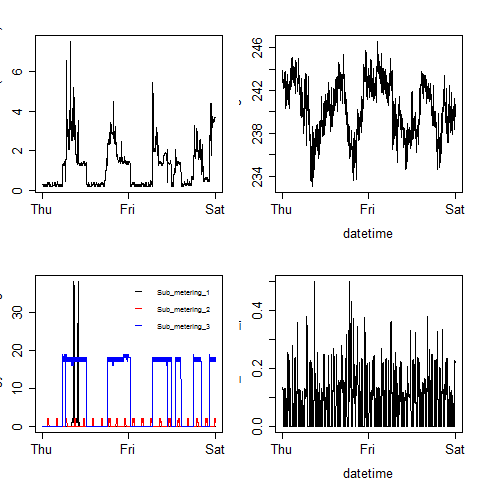 6
4
2
0
Thu Fri Sat
246
242
238
234
Thu Fri Sat
datetime
30
20
10
0
Sub_metering_1
Sub_metering_2
Sub_metering_3
Thu Fri Sat
0.4
0.2
0.0
Thu Fri Sat
datetime